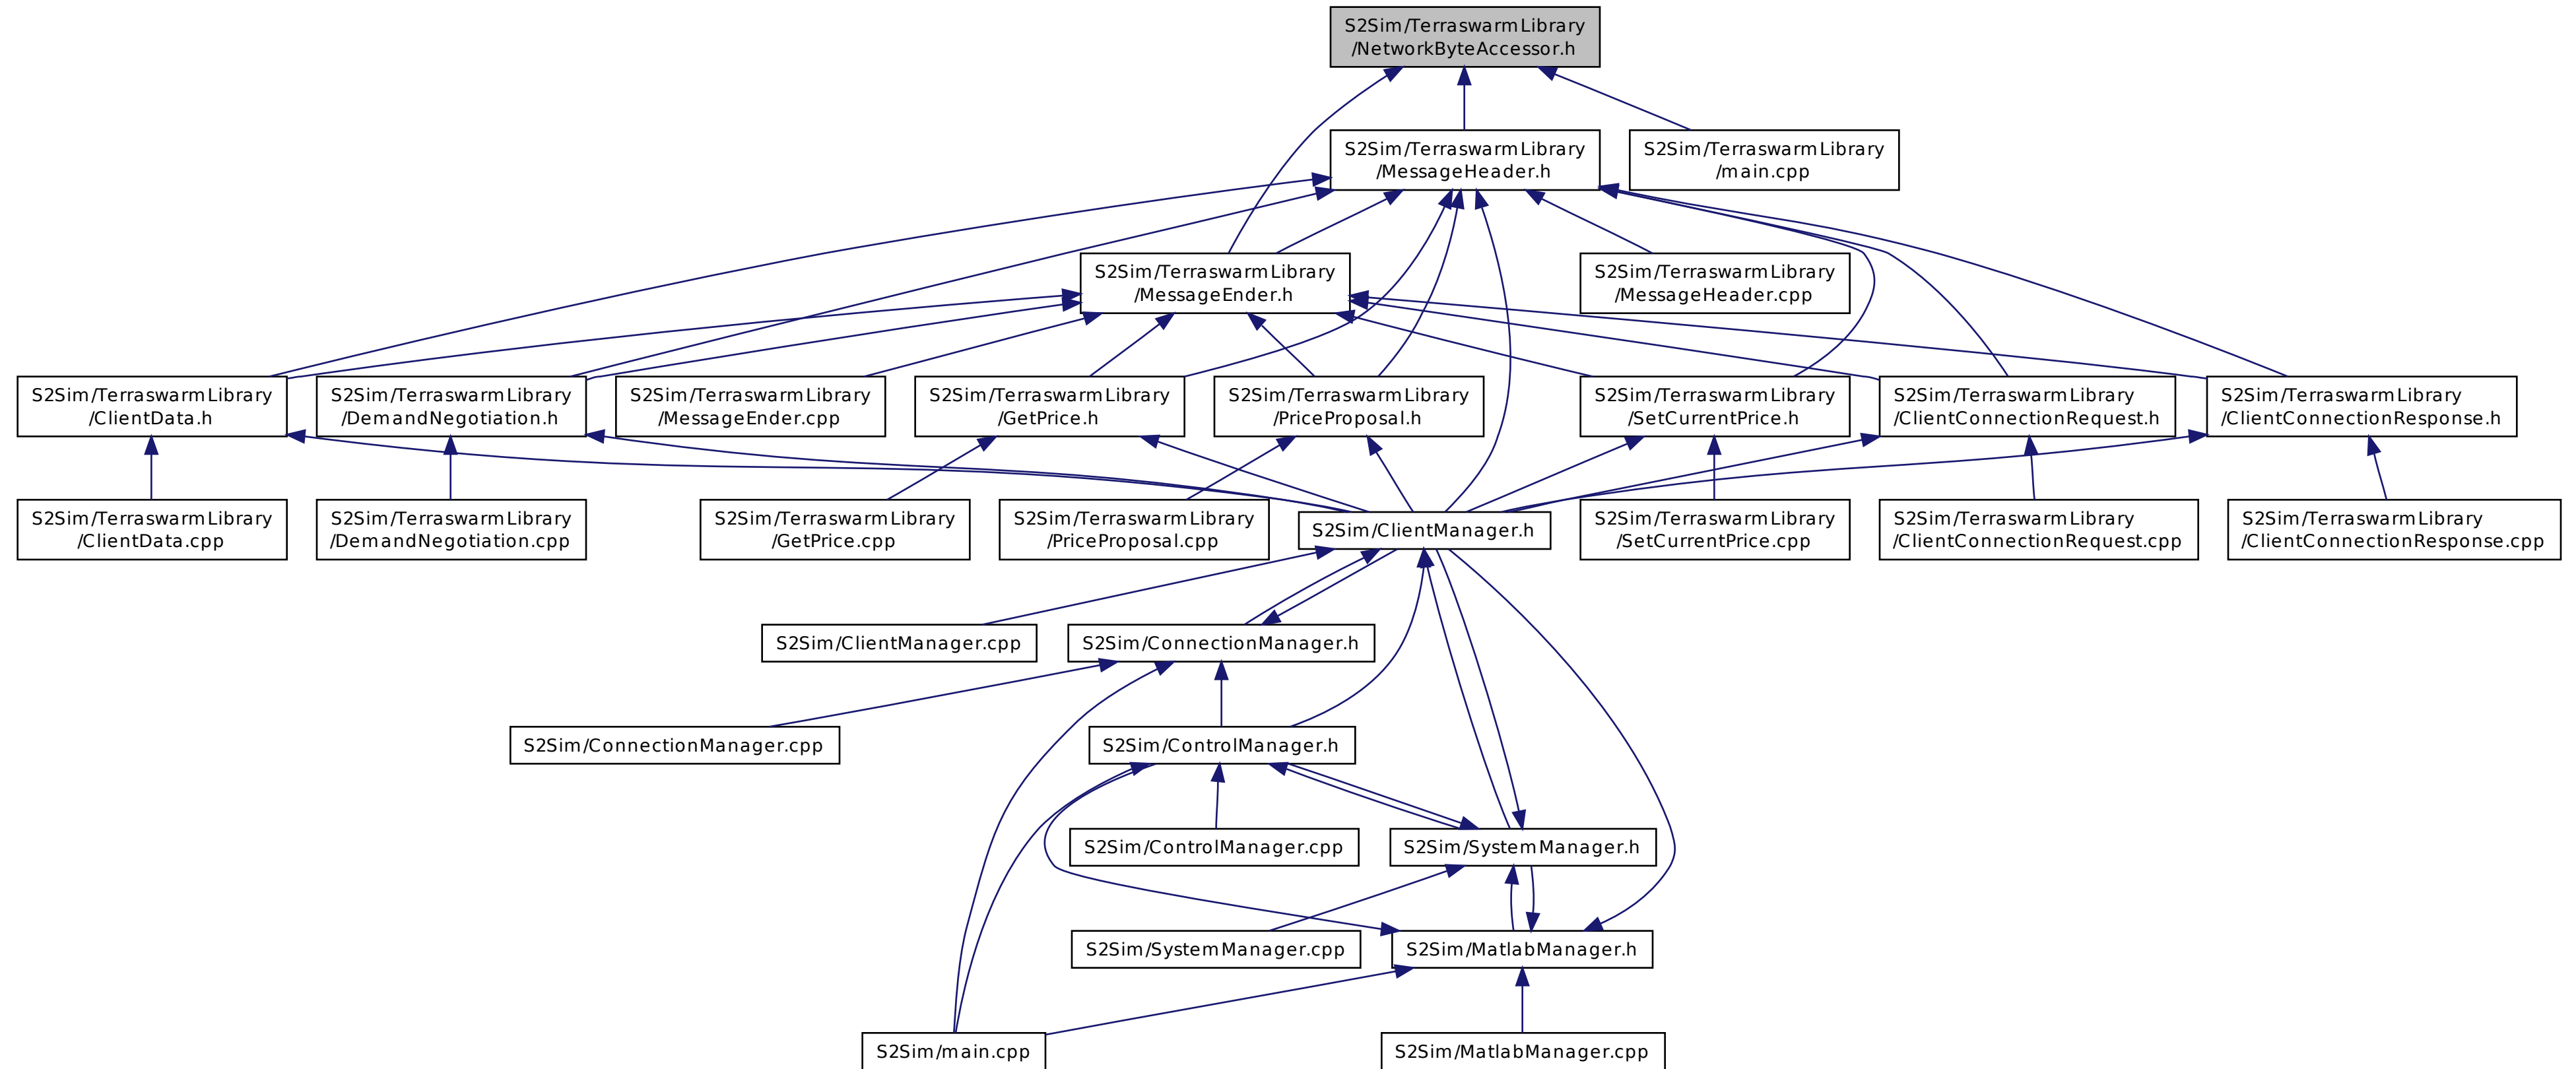 S2Sim/TerraswarmLibrary
/NetworkByteAccessor.h
S2Sim/TerraswarmLibrary
/MessageHeader.h
S2Sim/TerraswarmLibrary
/main.cpp
S2Sim/TerraswarmLibrary
/MessageEnder.h
S2Sim/TerraswarmLibrary
/MessageHeader.cpp
S2Sim/TerraswarmLibrary
/ClientData.h
S2Sim/TerraswarmLibrary
/DemandNegotiation.h
S2Sim/TerraswarmLibrary
/MessageEnder.cpp
S2Sim/TerraswarmLibrary
/GetPrice.h
S2Sim/TerraswarmLibrary
/PriceProposal.h
S2Sim/TerraswarmLibrary
/SetCurrentPrice.h
S2Sim/TerraswarmLibrary
/ClientConnectionRequest.h
S2Sim/TerraswarmLibrary
/ClientConnectionResponse.h
S2Sim/TerraswarmLibrary
/ClientData.cpp
S2Sim/TerraswarmLibrary
/DemandNegotiation.cpp
S2Sim/TerraswarmLibrary
/GetPrice.cpp
S2Sim/TerraswarmLibrary
/PriceProposal.cpp
S2Sim/ClientManager.h
S2Sim/TerraswarmLibrary
/SetCurrentPrice.cpp
S2Sim/TerraswarmLibrary
/ClientConnectionRequest.cpp
S2Sim/TerraswarmLibrary
/ClientConnectionResponse.cpp
S2Sim/ClientManager.cpp
S2Sim/ConnectionManager.h
S2Sim/ConnectionManager.cpp
S2Sim/ControlManager.h
S2Sim/ControlManager.cpp
S2Sim/SystemManager.h
S2Sim/SystemManager.cpp
S2Sim/MatlabManager.h
S2Sim/main.cpp
S2Sim/MatlabManager.cpp